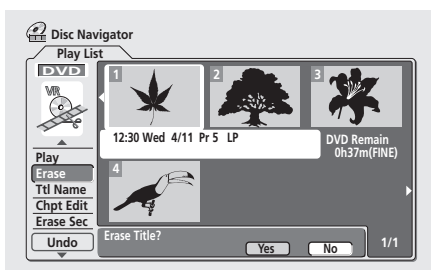 Disc Navigator
Play List
DVD
VR
1
2
3
12:30 Wed 4/11 Pr 5 LP
DVD Remain
0h37m(FINE)
4
Play
Erase
Ttl Name
Chpt Edit
Erase Sec
Undo
Erase Title?
Yes
No
1/1